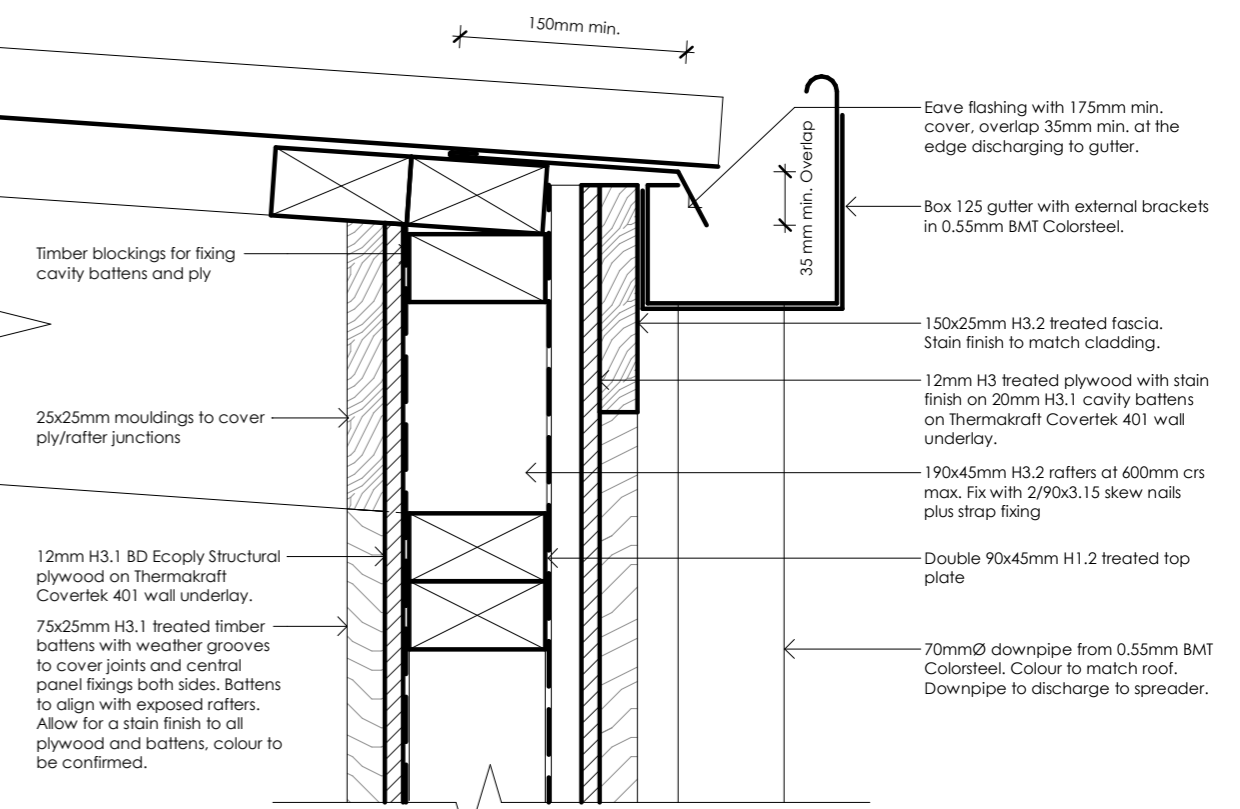 150mm min.
Eave flashing with 175mm min.
cover, overlap 35mm min. at the
edge discharging to gutter.
35 mm min. Overlap
Box 125 gutter with external brackets
in 0.55mm BMT Colorsteel.
Timber blockings for fixing
cavity battens and ply
150x25mm H3.2 treated fascia.
Stain finish to match cladding.
12mm H3 treated plywood with stain
finish on 20mm H3.1 cavity battens
on Thermakraft Covertek 401 wall
underlay.
25x25mm mouldings to cover
ply/rafter junctions
190x45mm H3.2 rafters at 600mm crs
max. Fix with 2/90x3.15 skew nails
plus strap fixing
12mm H3.1 BD Ecoply Structural
plywood on Thermakraft
Covertek 401 wall underlay.
Double 90x45mm H1.2 treated top
plate
75x25mm H3.1 treated timber
battens with weather grooves
to cover joints and central
panel fixings both sides. Battens
to align with exposed rafters.
Allow for a stain finish to all
plywood and battens, colour to
be confirmed.
70mmØ downpipe from 0.55mm BMT
Colorsteel. Colour to match roof.
Downpipe to discharge to spreader.